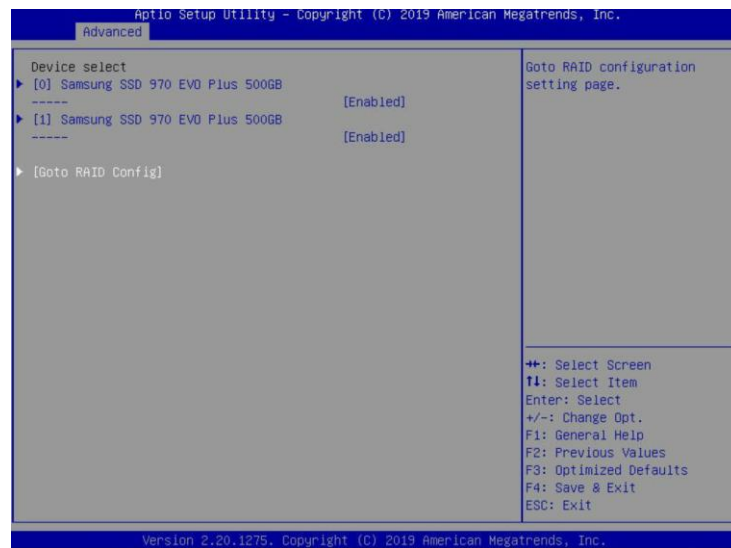 Aptio Setup Utility – Copyright (C) 2019 American Megatrends, Inc.
Advanced
Device select
[0] Samsung SSD 970 EVO Plus 500GB
----- [Enabled]
[1] Samsung SSD 970 EVO Plus 500GB
----- [Enabled]
[Goto RAID Config]
Goto RAID configuration
setting page.
→←: Select Screen
↑↓: Select Item
Enter: Select
+/-: Change Opt.
F1: General Help
F2: Previous Values
F3: Optimized Defaults
F4: Save & Exit
ESC: Exit
Version 2.20.1275. Copyright (C) 2019 American Megatrends, Inc.